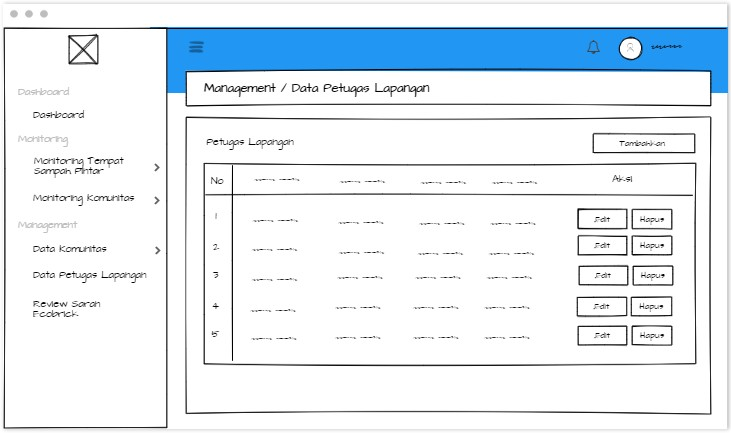 Management / Data Petugas Lapangan
Dashboard
Dashboard
Monitoring
Monitoring Tempat
Sampah Pintar
Monitoring Komunitas
Management
Data Komunitas
Data Petugas Lapangan
Review Sarah
Ecobrick
Petugas Lapangan
Tambahkan
No
Aksi
1
Edit
Hapus
2
Edit
Hapus
3
Edit
Hapus
4
Edit
Hapus
5
Edit
Hapus